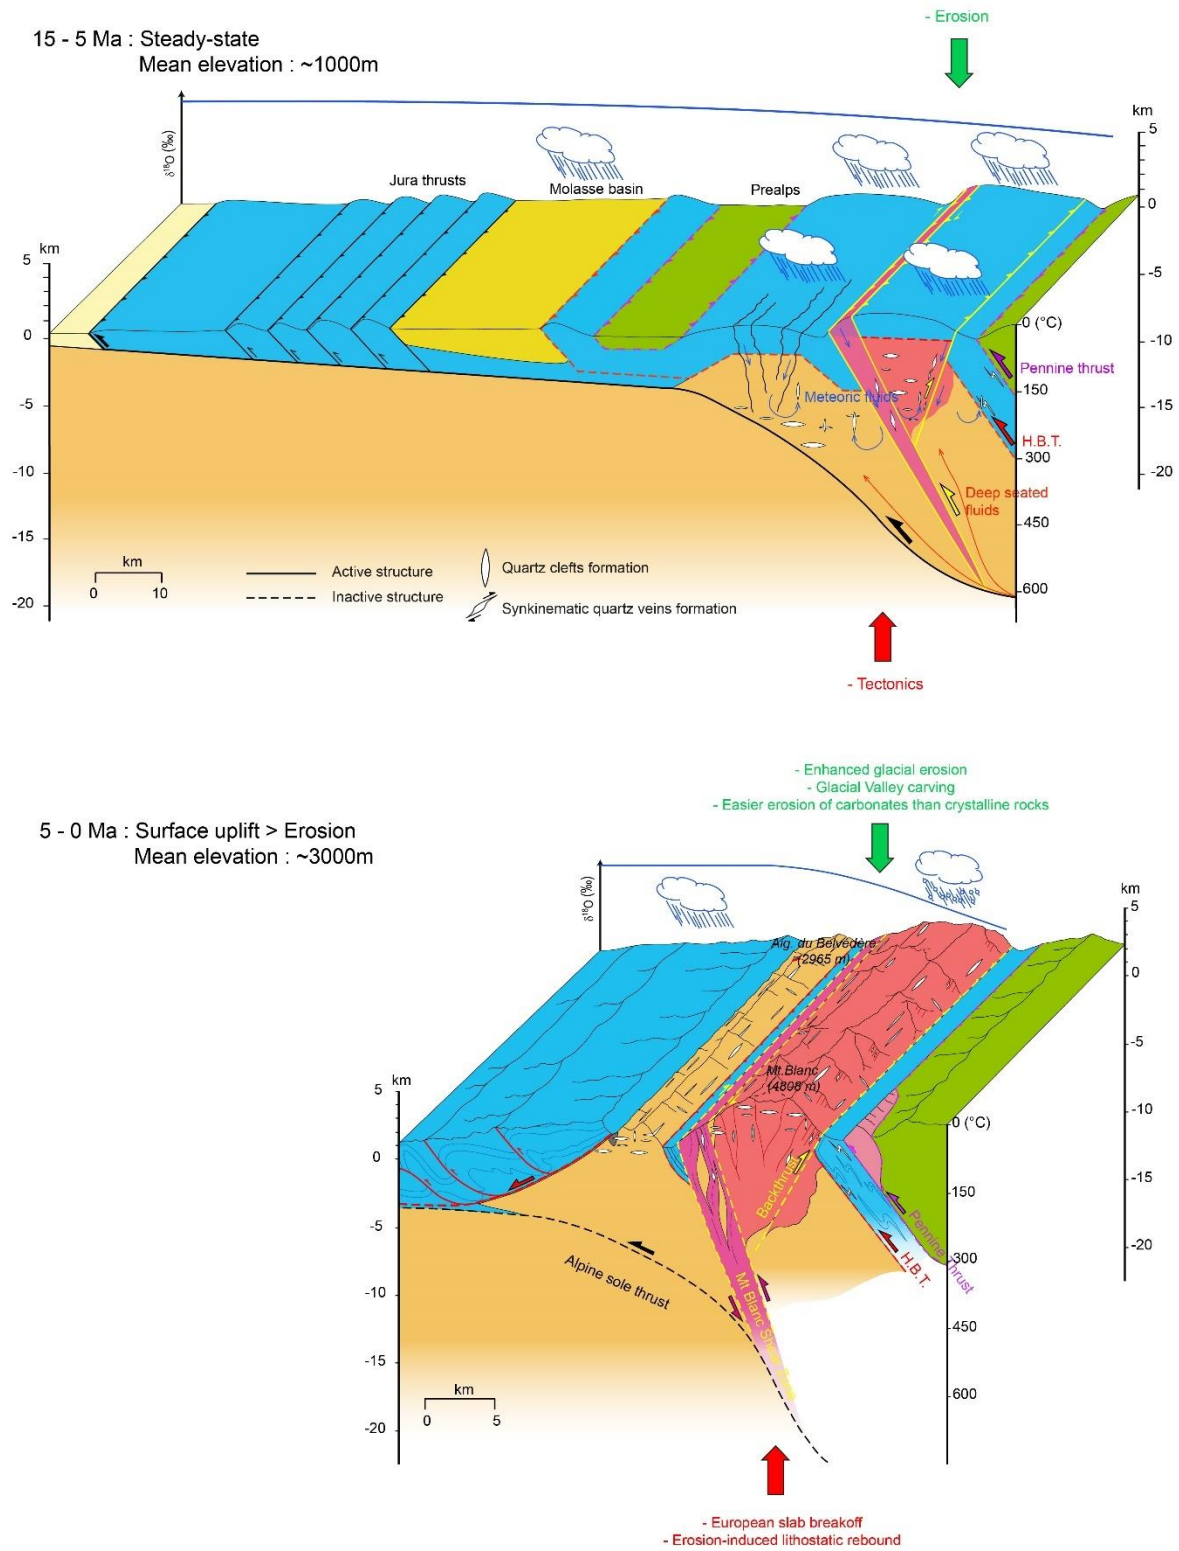 - Erosion
15 - 5 Ma : Steady-state
Mean elevation : ~1000m
km
5
0
-5
-10
-15
-20
δ¹⁸O (‰)
Jura thrusts
Molasse basin
Prealps
km
5
0
-5
-10
-15
-20
0 (°C)
150
300
450
600
Pennine thrust
Meteoric fluids
H.B.T.
Deep seated
fluids
km
0 10
Active structure
Inactive structure
Quartz clefts formation
Synkinematic quartz veins formation
- Tectonics
- Enhanced glacial erosion
- Glacial Valley carving
- Easier erosion of carbonates than crystalline rocks
5 - 0 Ma : Surface uplift > Erosion
Mean elevation : ~3000m
δ¹⁸O (‰)
km
5
0
-5
-10
-15
-20
Aig. du Belvédère
(2965 m)
Mt.Blanc
(4808 m)
km
5
0
-5
-10
-15
-20
0 (°C)
150
300
450
600
Backthrust
Pennine Thrust
H.B.T.
Alpine sole thrust
Mt Blanc
km
0 5
- European slab breakoff
- Erosion-induced lithostatic rebound